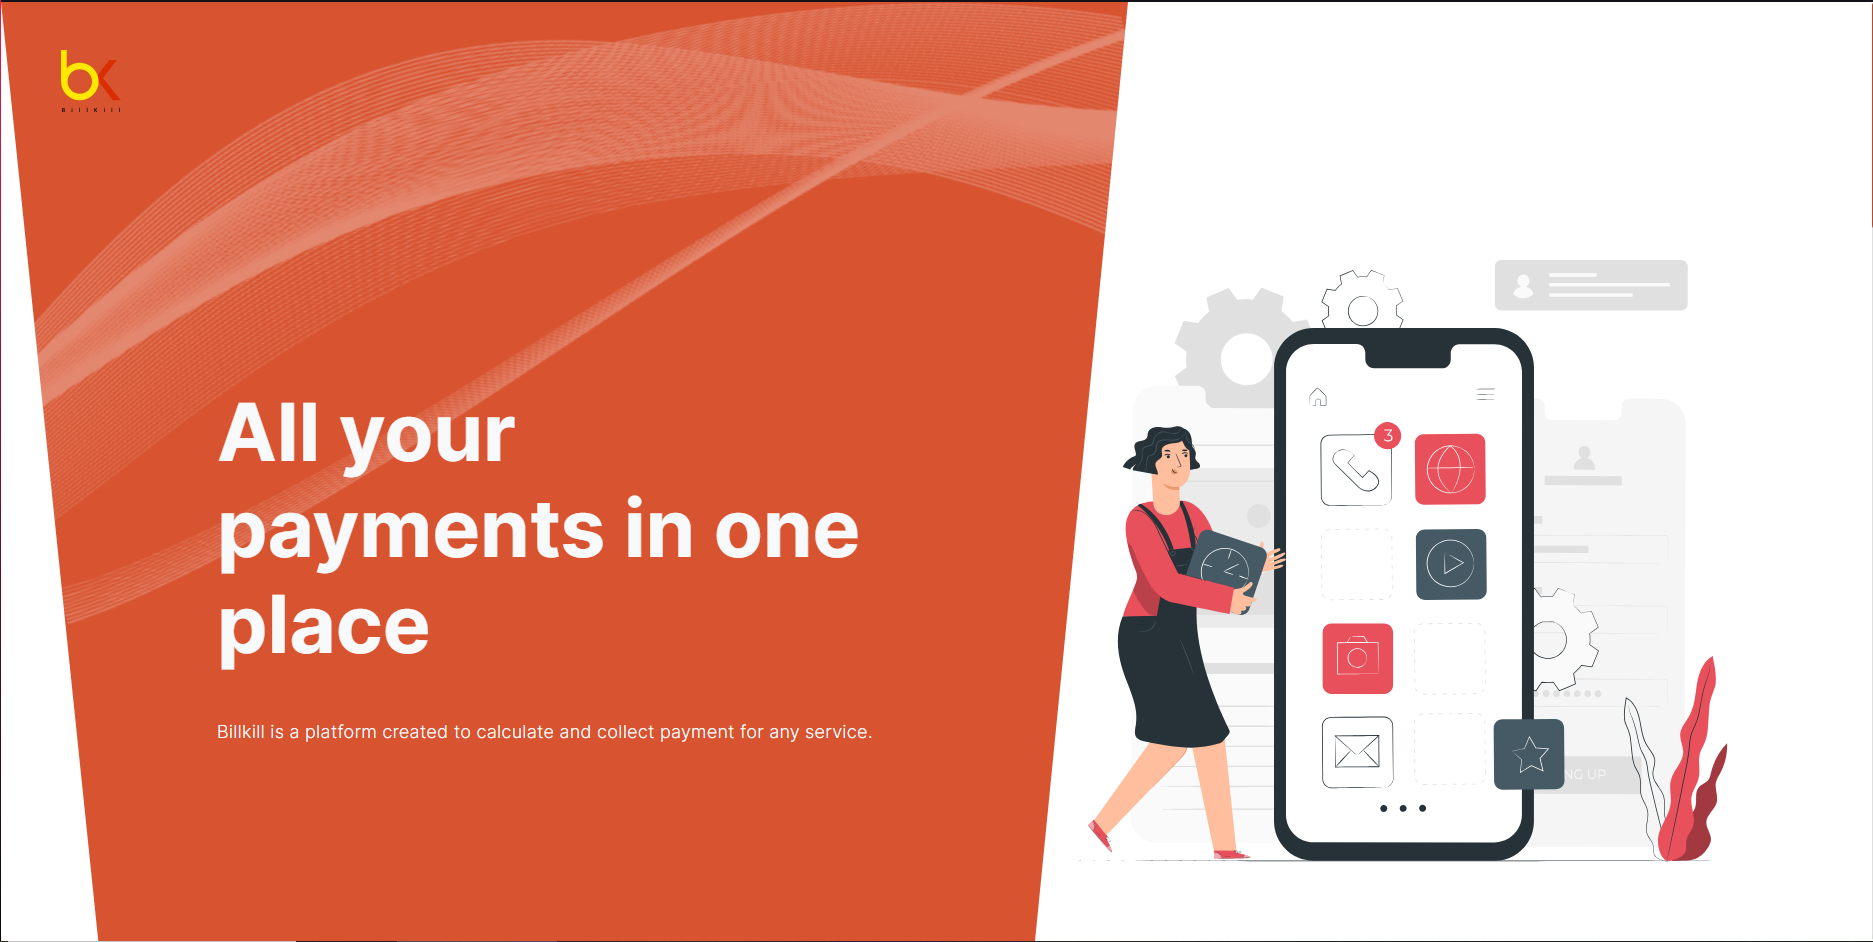 bk
Billkill
All your
payments in one
place
Billkill is a platform created to calculate and collect payment for any service.
3
NG UP